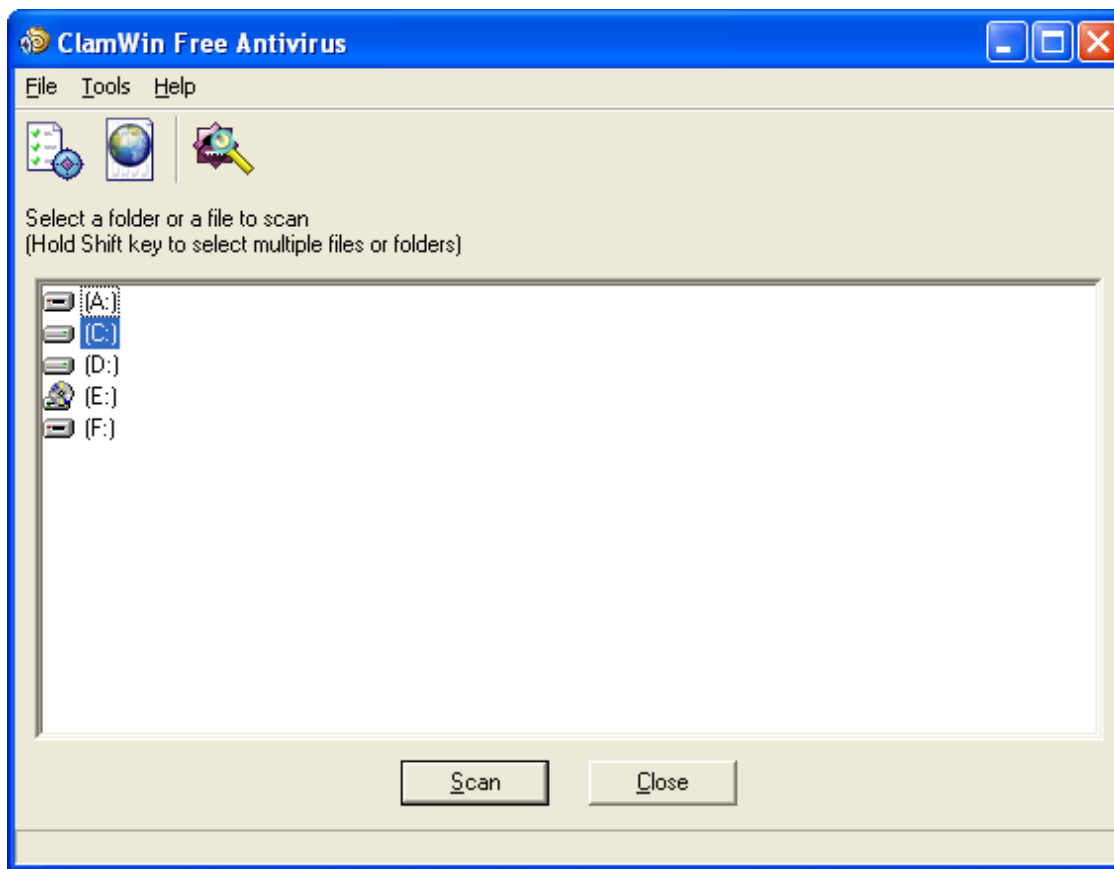 ClamWin Free Antivirus
File Tools Help
Select a folder or a file to scan
(Hold Shift key to select multiple files or folders)
(A:)
(C:)
(D:)
(E:)
(F:)
Scan Close